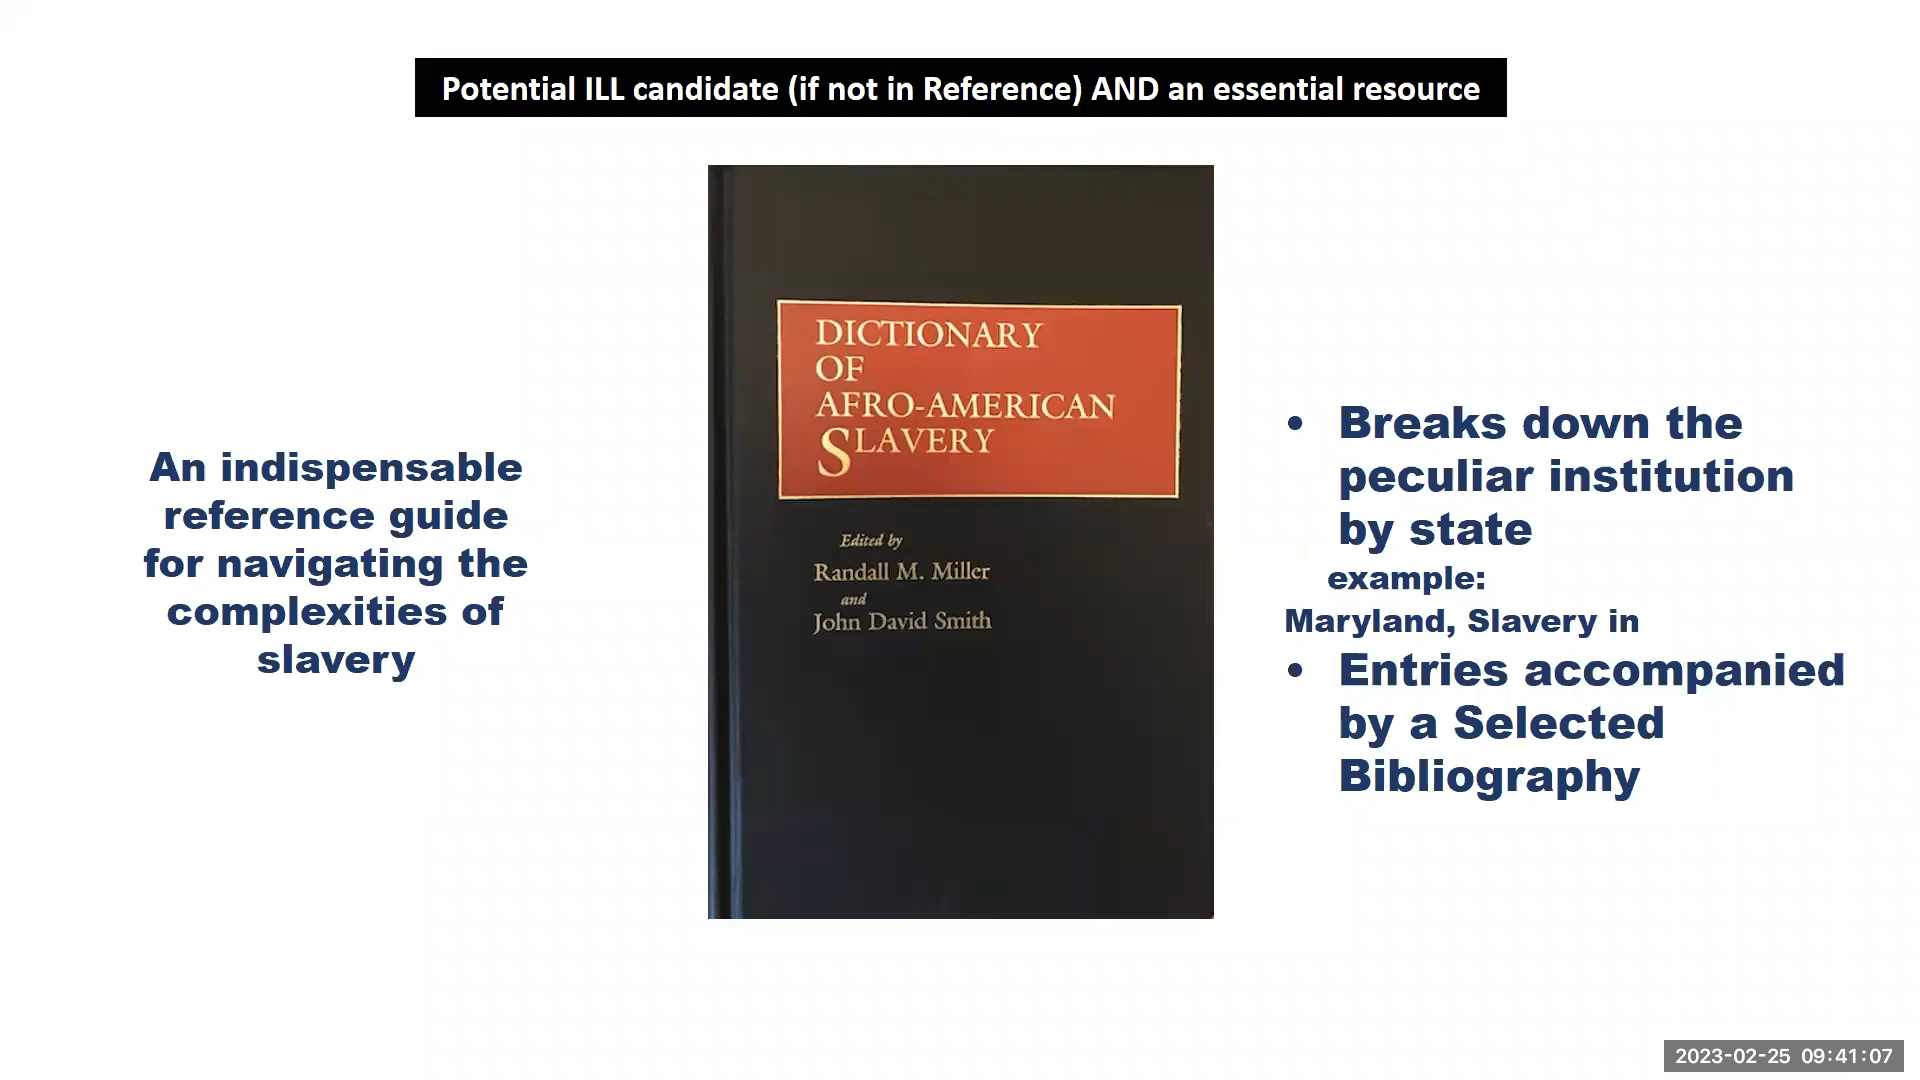 Potential ILL candidate (if not in Reference) AND an essential resource
An indispensable
reference guide
for navigating the
complexities of
slavery
DICTIONARY
OF
AFRO-AMERICAN
SLAVERY
Edited by
Randall M. Miller
and
John David Smith
• Breaks down the
peculiar institution
by state
example:
Maryland, Slavery in
• Entries accompanied
by a Selected
Bibliography
2023-02-25 09:41:07